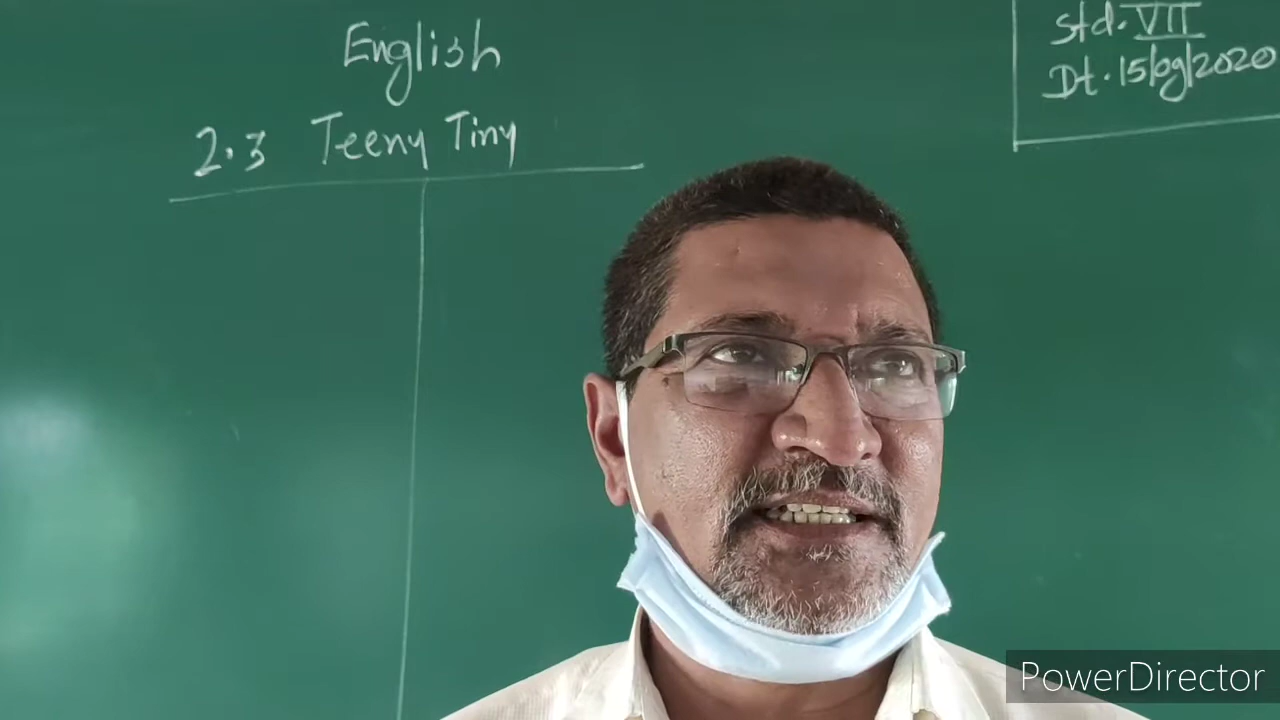 English
2.3 Teeny Tiny
Std. VII
Dt. 15/09/2020
PowerDirector